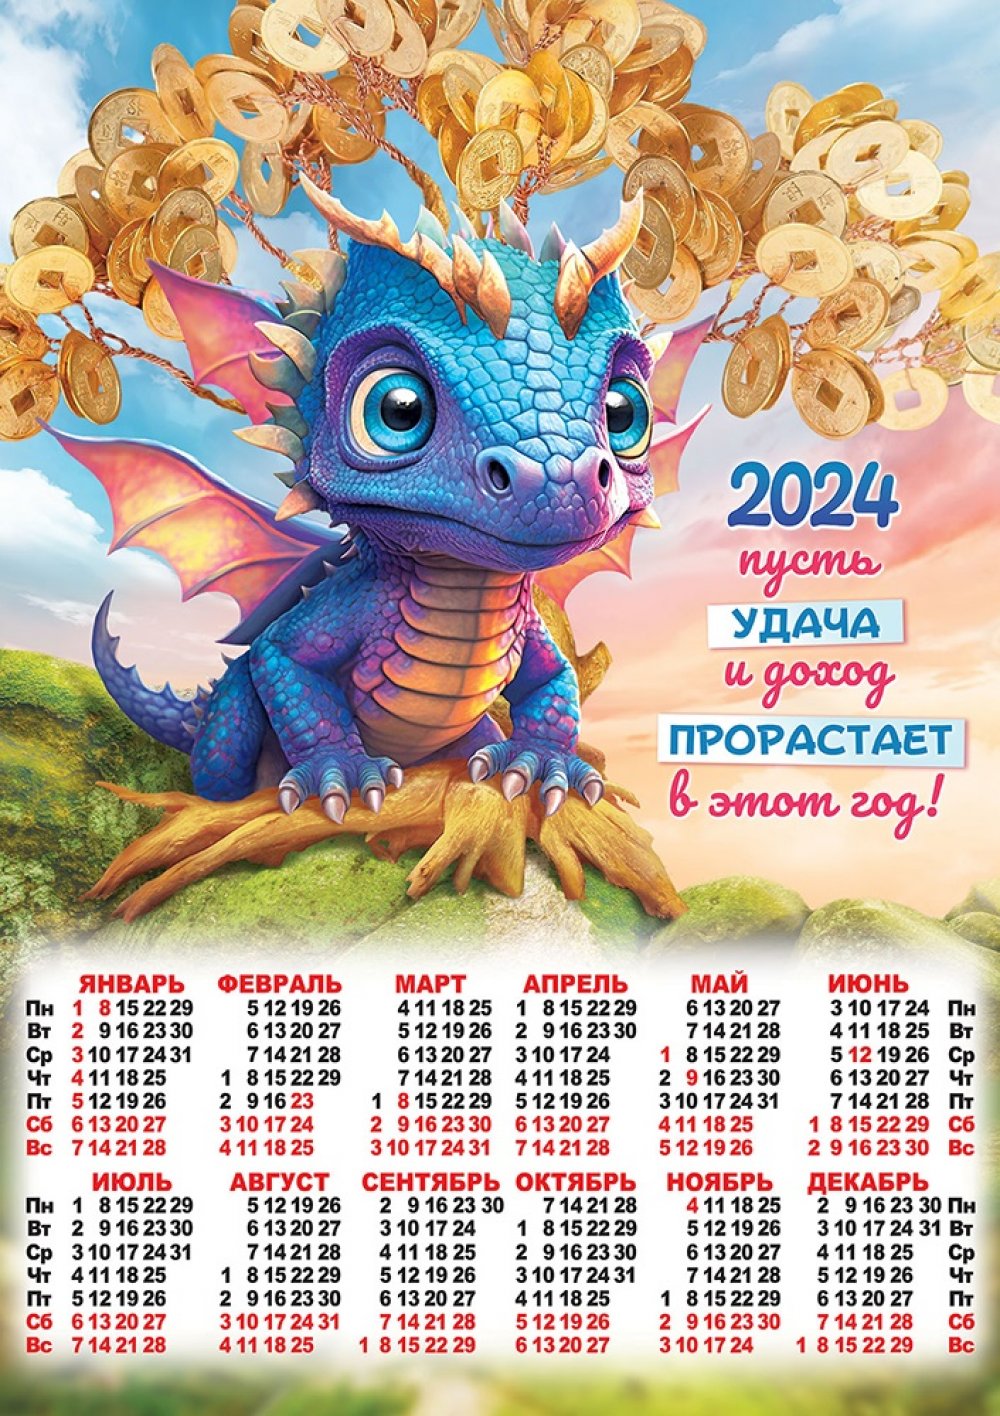 2024
пусть
УДАЧА
и доход
ПРОРАСТАЕТ
в этот год!
ЯНВАРЬ ФЕВРАЛЬ МАРТ АПРЕЛЬ МАЙ ИЮНЬ
Пн 1 8 15 22 29 5 12 19 26 4 11 18 25 1 8 15 22 29 6 13 20 27 3 10 17 24 Пн
Вт 2 9 16 23 30 6 13 20 27 5 12 19 26 2 9 16 23 30 7 14 21 28 4 11 18 25 Вт
Ср 3 10 17 24 31 7 14 21 28 6 13 20 27 3 10 17 24 1 8 15 22 29 5 12 19 26 Ср
Чт 4 11 18 25 1 8 15 22 29 7 14 21 28 4 11 18 25 2 9 16 23 30 6 13 20 27 Чт
Пт 5 12 19 26 2 9 16 23 1 8 15 22 29 5 12 19 26 3 10 17 24 31 7 14 21 28 Пт
Сб 6 13 20 27 3 10 17 24 2 9 16 23 30 6 13 20 27 4 11 18 25 1 8 15 22 29 Сб
Вс 7 14 21 28 4 11 18 25 3 10 17 24 31 7 14 21 28 5 12 19 26 2 9 16 23 30 Вс
ИЮЛЬ АВГУСТ СЕНТЯБРЬ ОКТЯБРЬ НОЯБРЬ ДЕКАБРЬ
Пн 1 8 15 22 29 5 12 19 26 2 9 16 23 30 7 14 21 28 4 11 18 25 2 9 16 23 30 Пн
Вт 2 9 16 23 30 6 13 20 27 3 10 17 24 1 8 15 22 29 5 12 19 26 3 10 17 24 31 Вт
Ср 3 10 17 24 31 7 14 21 28 4 11 18 25 2 9 16 23 30 6 13 20 27 4 11 18 25 Ср
Чт 4 11 18 25 1 8 15 22 29 5 12 19 26 3 10 17 24 31 7 14 21 28 5 12 19 26 Чт
Пт 5 12 19 26 2 9 16 23 30 6 13 20 27 4 11 18 25 1 8 15 22 29 6 13 20 27 Пт
Сб 6 13 20 27 3 10 17 24 31 7 14 21 28 5 12 19 26 2 9 16 23 30 7 14 21 28 Сб
Вс 7 14 21 28 4 11 18 25 1 8 15 22 29 6 13 20 27 3 10 17 24 1 8 15 22 29 Вс